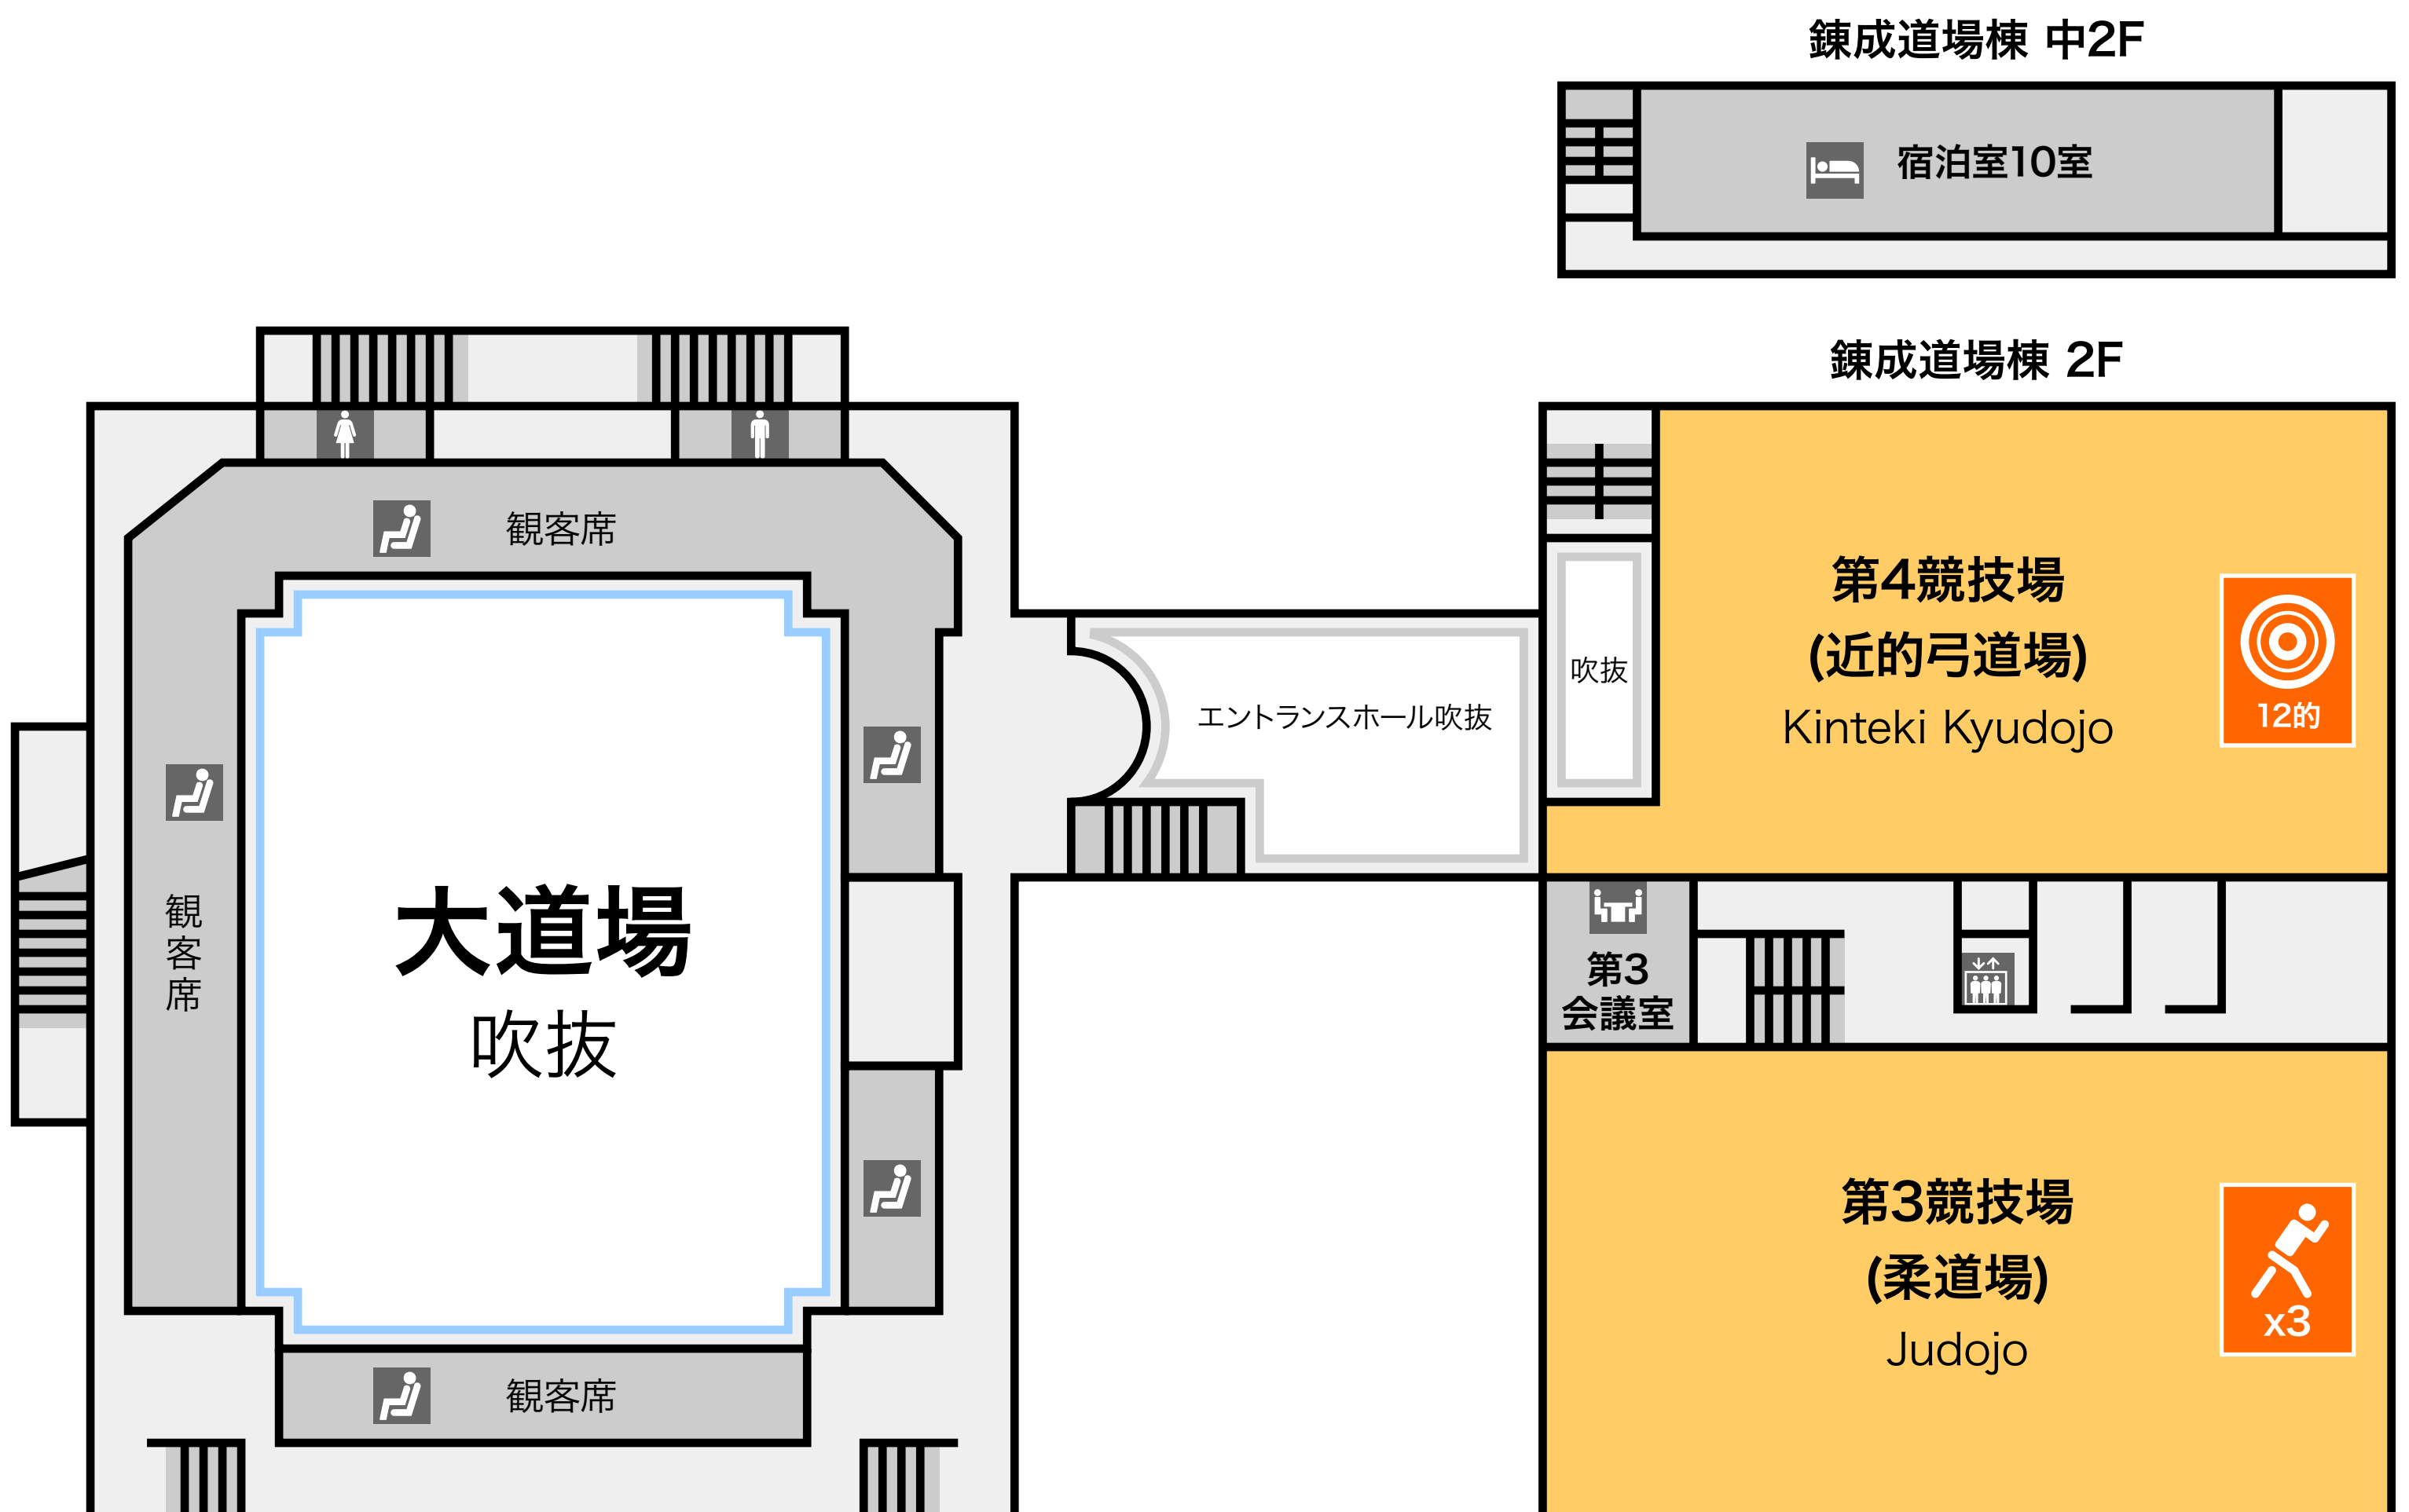 錬成道場棟 中2F
宿泊室10室
錬成道場棟 2F
観客席
第4競技場
(近的弓道場)
Kinteki Kyudojo
12的
吹抜
エントランスホール吹抜
観客席
大道場
吹抜
第3
会議室
第3競技場
(柔道場)
Judojo
x3
観客席